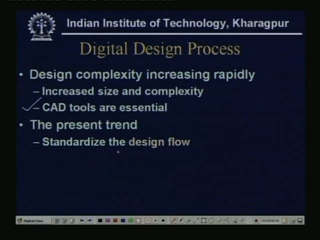 Indian Institute of Technology, Kharagpur
Digital Design Process
• Design complexity increasing rapidly
– Increased size and complexity
– CAD tools are essential
• The present trend
– Standardize the design flow